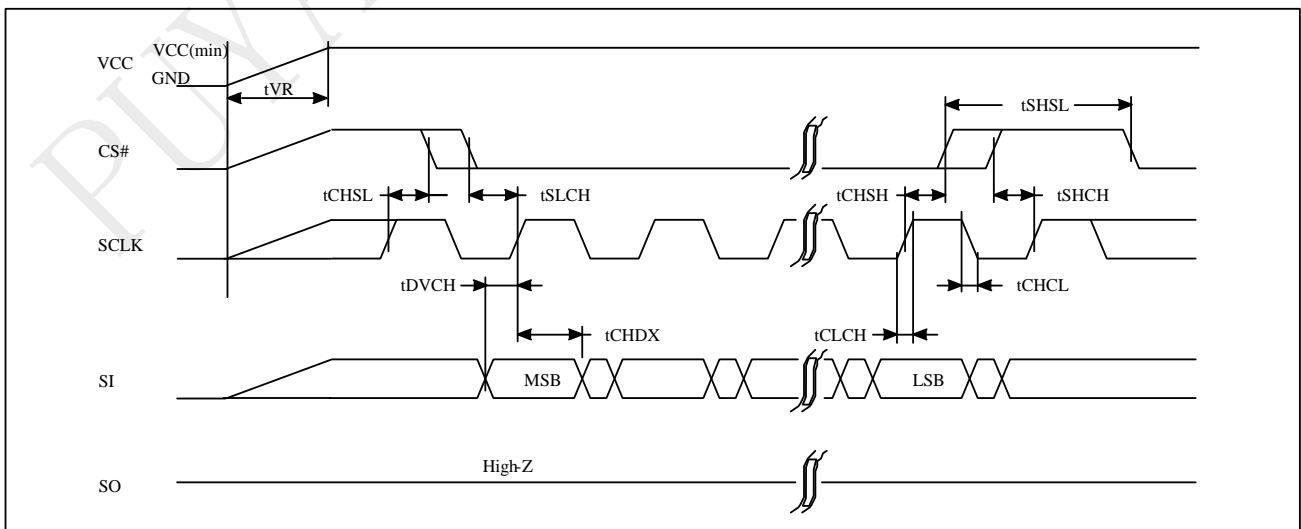 PUYA
VCC
VCC(min)
GND
tVR
tSHSL
CS#
tCHSL
tSLCH
tCHSH
tSHCH
SCLK
tDVCH
tCHCL
tCHDX
tCLCH
SI
MSB
LSB
High-Z
SO